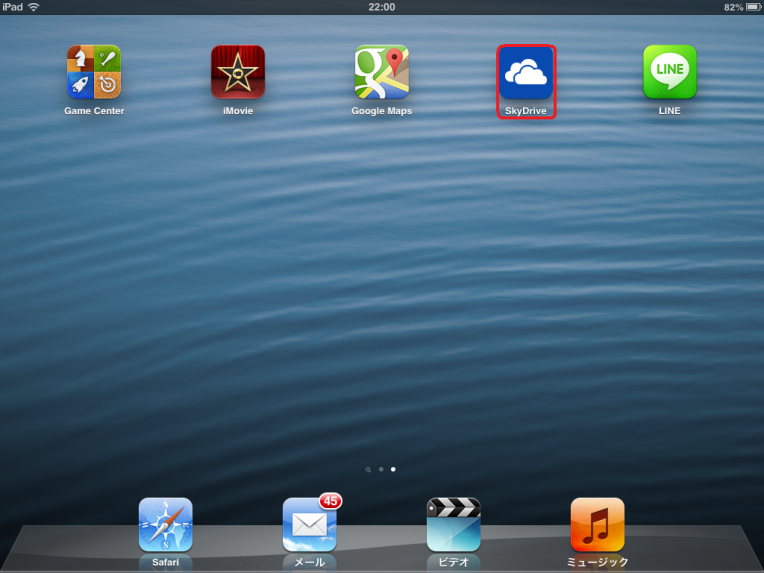 iPad 22:00 82%
Game Center iMovie Google Maps SkyDrive LINE
LINE
45
Safari メール ビデオ ミュージック